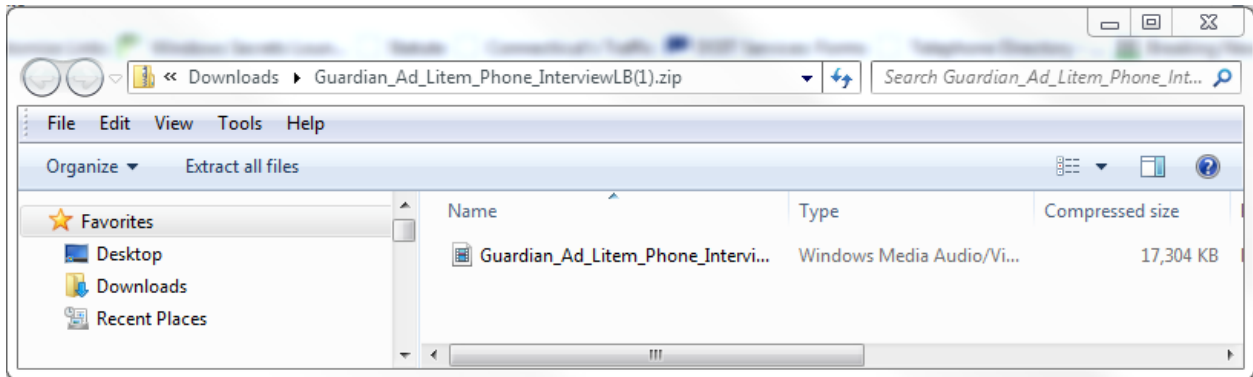 « Downloads ▸ Guardian_Ad_Litem_Phone_InterviewLB(1).zip Search Guardian_Ad_Litem_Phone_Int...
File Edit View Tools Help
Organize Extract all files
Favorites
Desktop
Downloads
Recent Places
Name Type Compressed size
Guardian_Ad_Litem_Phone_Intervi... Windows Media Audio/Vi... 17,304 KB